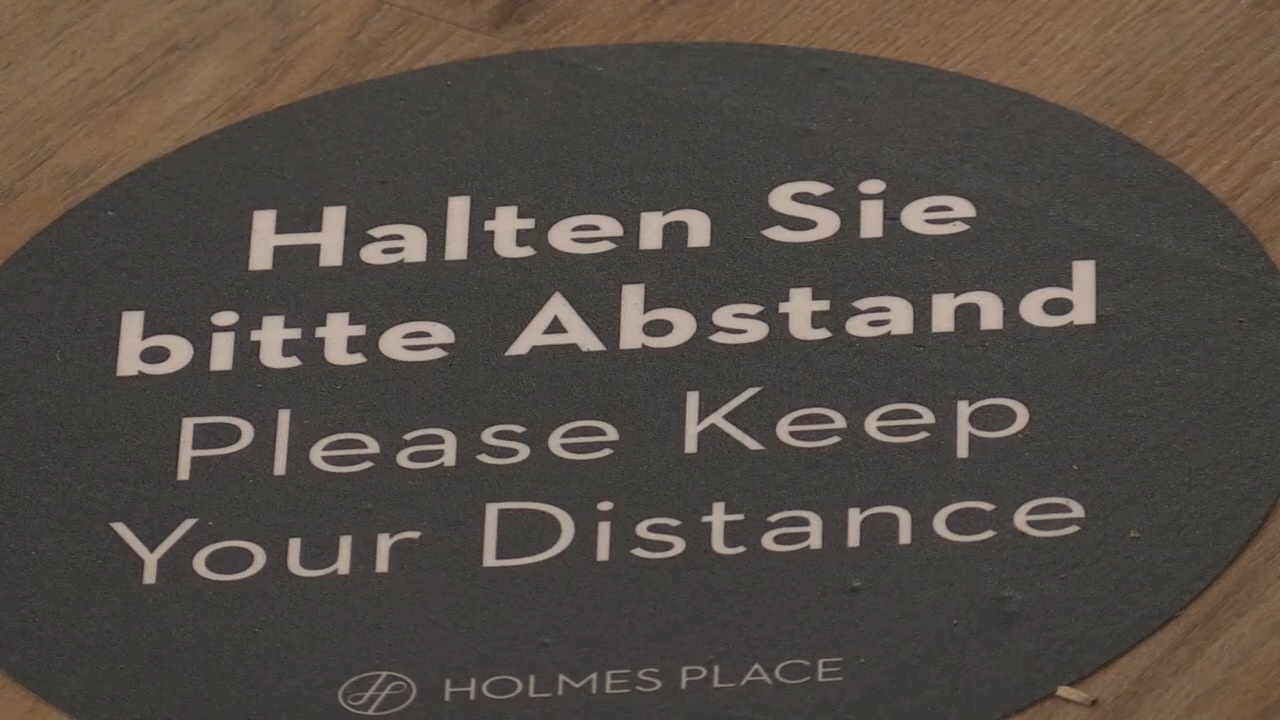 Halten Sie
bitte Abstand
Please Keep
Your Distance
HOLMES PLACE